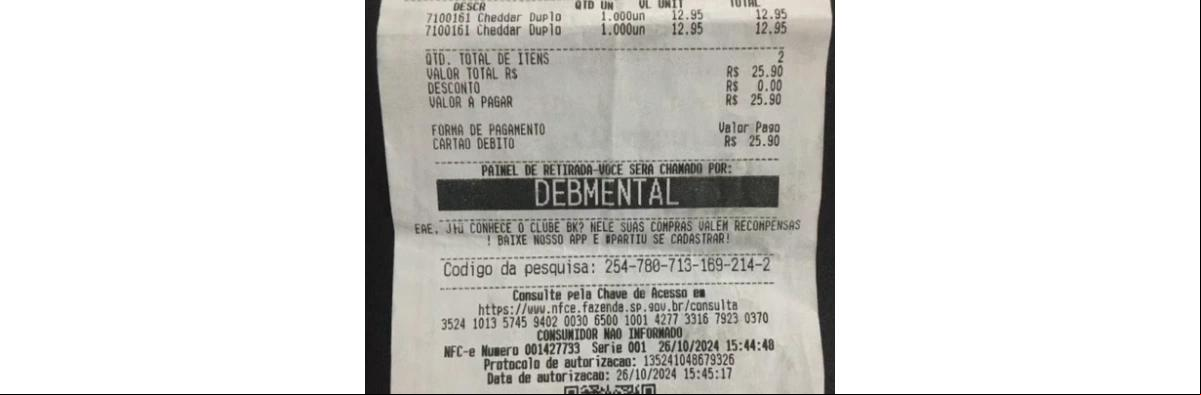 DESCR QTD UN VL UNIT TOTAL
7100161 Cheddar Duplo 1.000un 12.95 12.95
7100161 Cheddar Duplo 1.000un 12.95 12.95
QTD. TOTAL DE ITENS 2
VALOR TOTAL R$ R$ 25.90
DESCONTO R$ 0.00
VALOR A PAGAR R$ 25.90
FORMA DE PAGAMENTO Valor Pago
CARTAO DEBITO R$ 25.90
PAINEL DE RETIRADA-VOCE SERA CHAMADO POR:
DEBMENTAL
EAE, CONHECE O CLUBE BK? NELE SUAS COMPRAS VALEM RECOMPENSAS
! BAIXE NOSSO APP E #PARTIU SE CADASTRAR!
Codigo da pesquisa: 254-780-713-169-214-2
Consulte pela Chave de Acesso em
https://www.nfce.fazenda.sp.gov.br/consulta
3524 1013 5745 9402 0030 6500 1001 4277 3316 7923 0370
CONSUMIDOR NAO INFORMADO
NFC-e Numero 001427733 Serie 001 26/10/2024 15:44:48
Protocolo de autorizacao: 135241048679326
Data de autorizacao: 26/10/2024 15:45:17